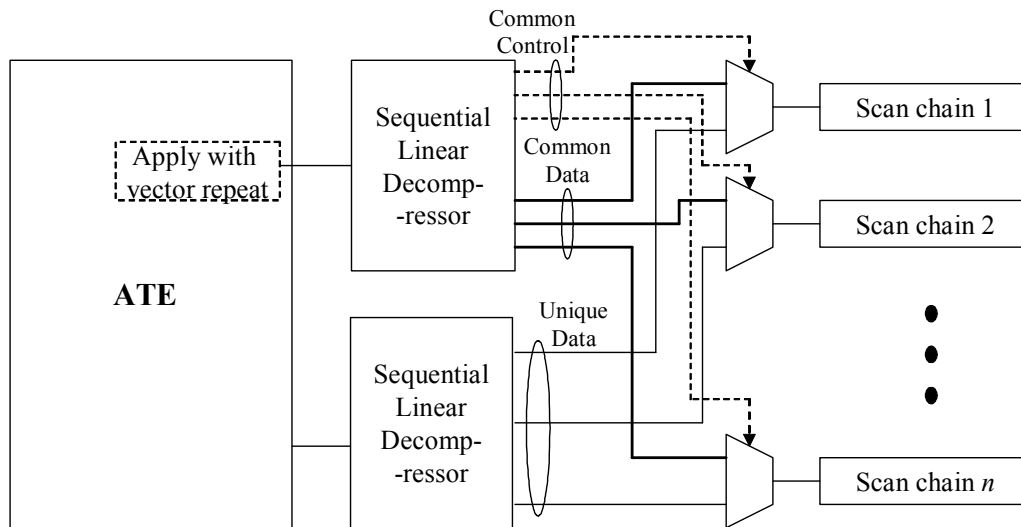 Common
Control
Sequential
Linear
Decomp-
-ressor
Scan chain 1
Apply with
vector repeat
Common
Data
Scan chain 2
ATE
Unique
Data
Sequential
Linear
Decomp-
-ressor
Scan chain n